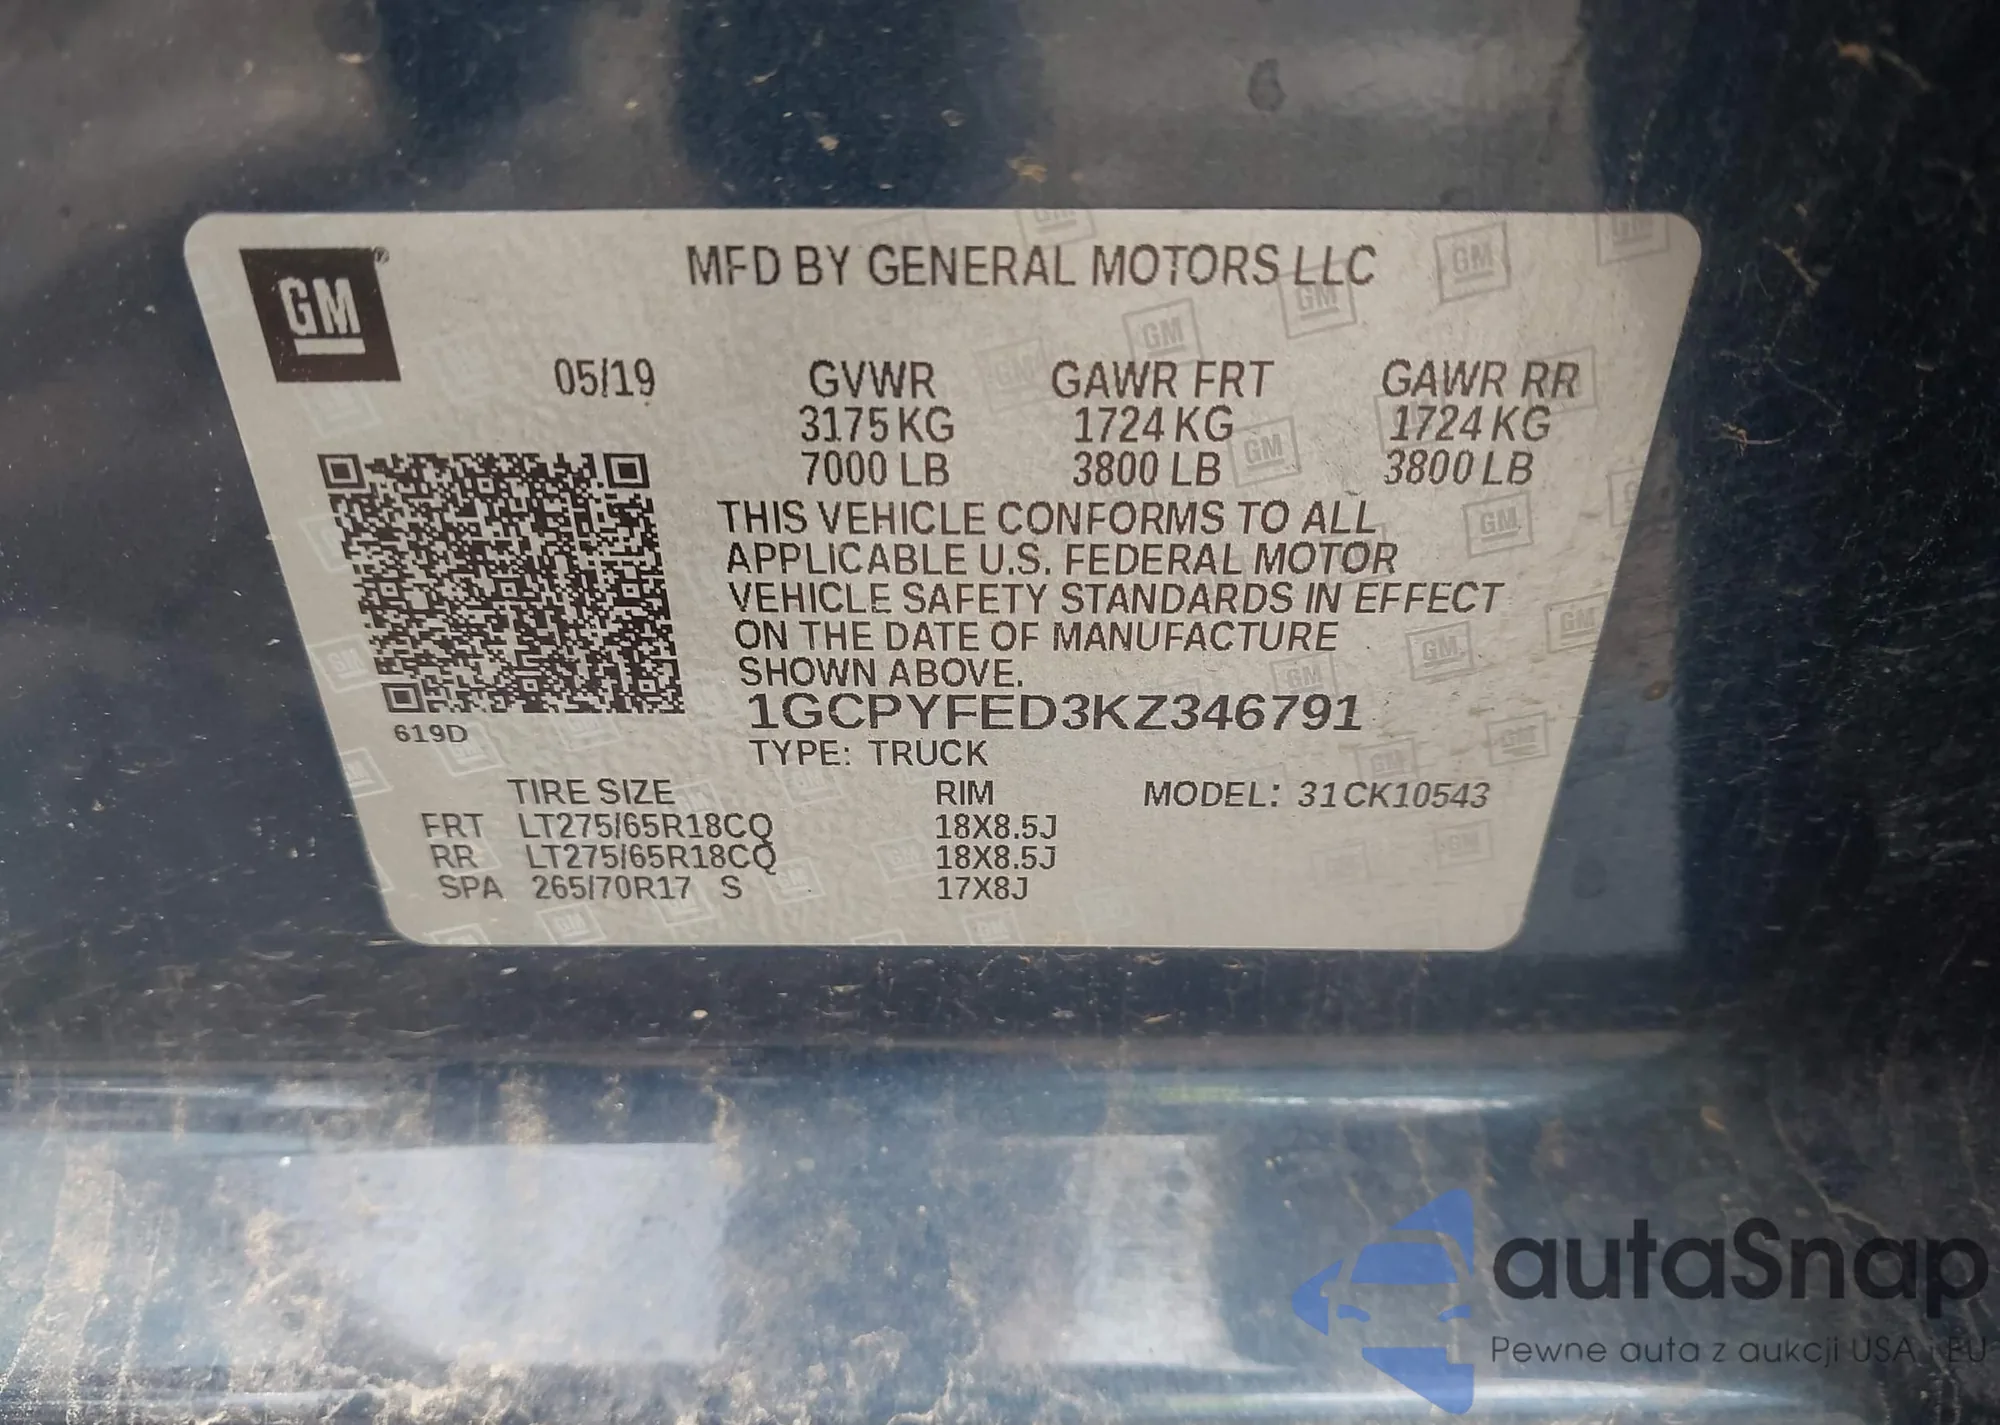 GM®
MFD BY GENERAL MOTORS LLC
05/19 GVWR GAWR FRT GAWR RR
3175 KG 1724 KG 1724 KG
7000 LB 3800 LB 3800 LB
THIS VEHICLE CONFORMS TO ALL
APPLICABLE U.S. FEDERAL MOTOR
VEHICLE SAFETY STANDARDS IN EFFECT
ON THE DATE OF MANUFACTURE
SHOWN ABOVE.
1GCPYFED3KZ346791
619D
TYPE: TRUCK
TIRE SIZE RIM MODEL: 31CK10543
FRT LT275/65R18CQ 18X8.5J
RR LT275/65R18CQ 18X8.5J
SPA 265/70R17 S 17X8J
autaSnap
Pewne auta z aukcji USA i EU